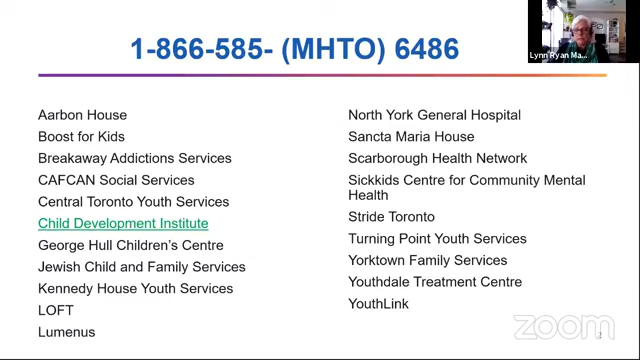 1-866-585- (MHTO) 6486
Lynn Ryan Ma...
Aarbon House
Boost for Kids
Breakaway Addictions Services
CAFCAN Social Services
Central Toronto Youth Services
Child Development Institute
George Hull Children's Centre
Jewish Child and Family Services
Kennedy House Youth Services
LOFT
Lumenus
North York General Hospital
Sancta Maria House
Scarborough Health Network
Sickkids Centre for Community Mental
Health
Stride Toronto
Turning Point Youth Services
Yorktown Family Services
Youthdale Treatment Centre
YouthLink
zoom